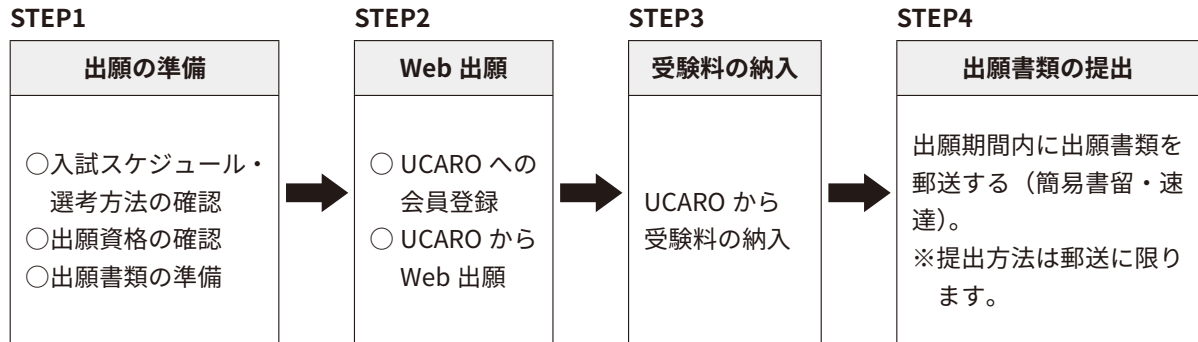 STEP1
出願の準備
○入試スケジュール・
選考方法の確認
○出願資格の確認
○出願書類の準備
STEP2
Web 出願
○ UCARO への
会員登録
○ UCARO から
Web 出願
STEP3
受験料の納入
UCARO から
受験料の納入
STEP4
出願書類の提出
出願期間内に出願書類を
郵送する（簡易書留・速
達）。
※提出方法は郵送に限り
ます。